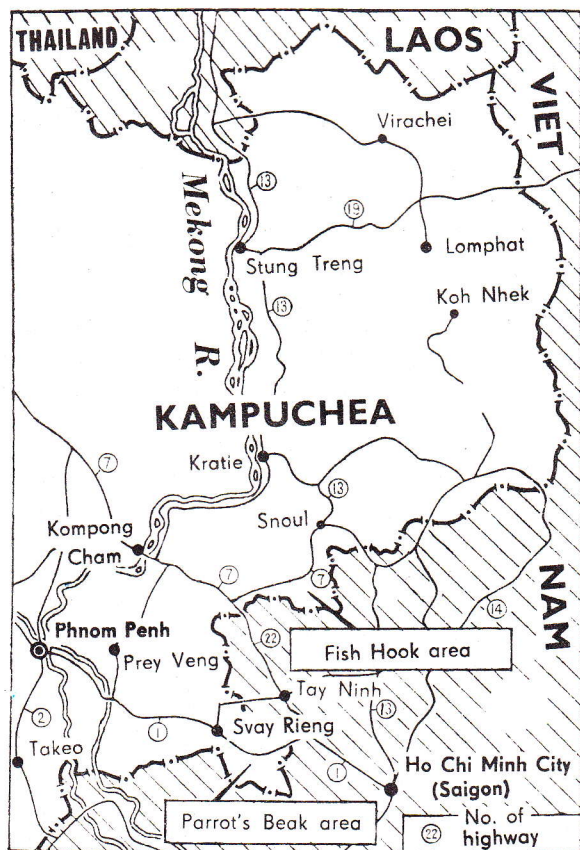 THAILAND
LAOS
VIET
NAM
Virachei
Mekong R.
13
19
Stung Treng
Lomphat
13
Koh Nhek
KAMPUCHEA
7
Kratie
13
Snoul
Kompong
Cham
7
7
14
22
Phnom Penh
Prey Veng
Fish Hook area
Tay Ninh
2
1
Svay Rieng
13
Takeo
1
Ho Chi Minh City
(Saigon)
Parrot's Beak area
22 No. of
highway